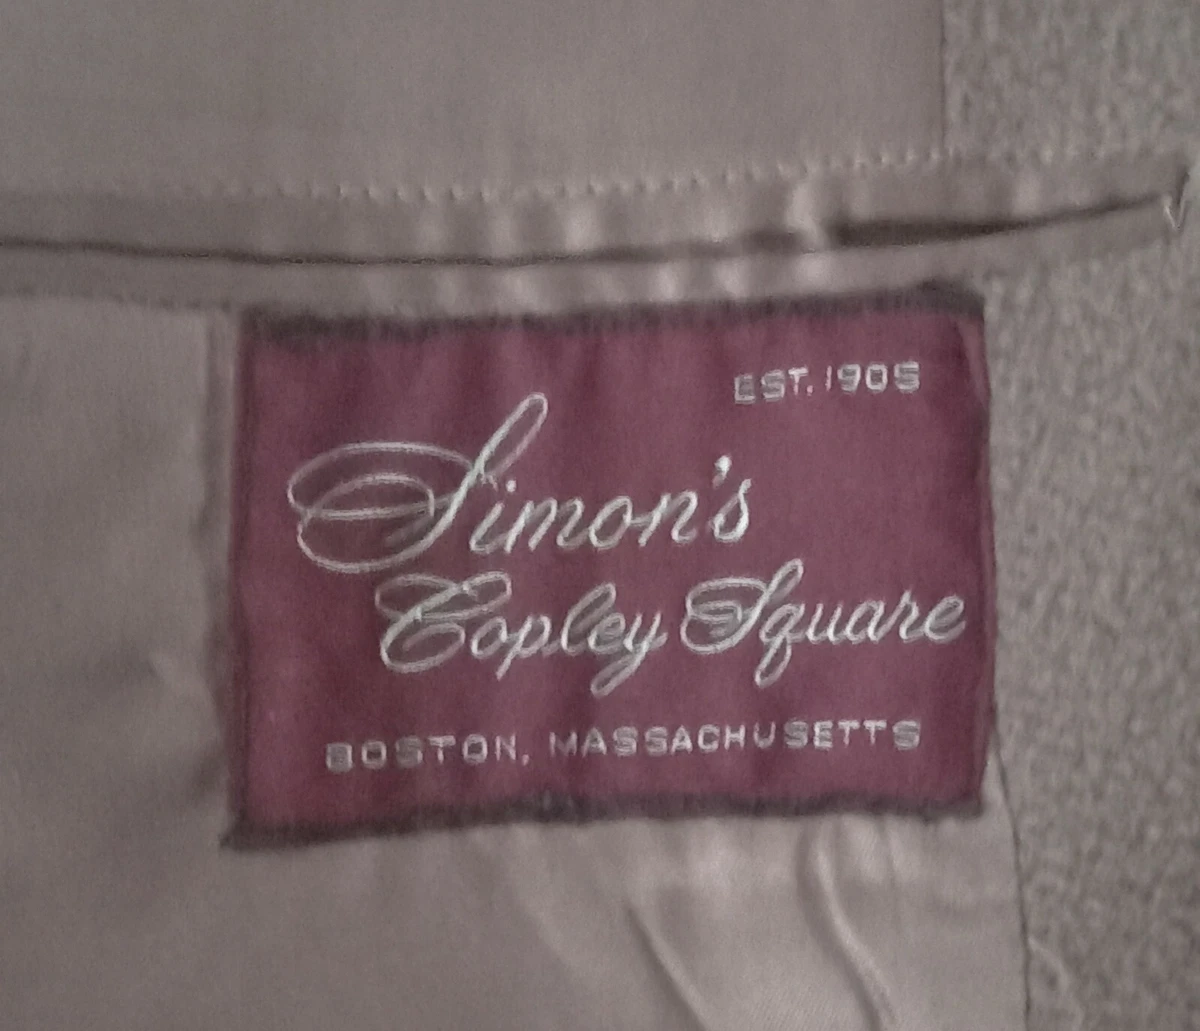 EST. 1905
Simon's
Copley Square
BOSTON, MASSACHUSETTS